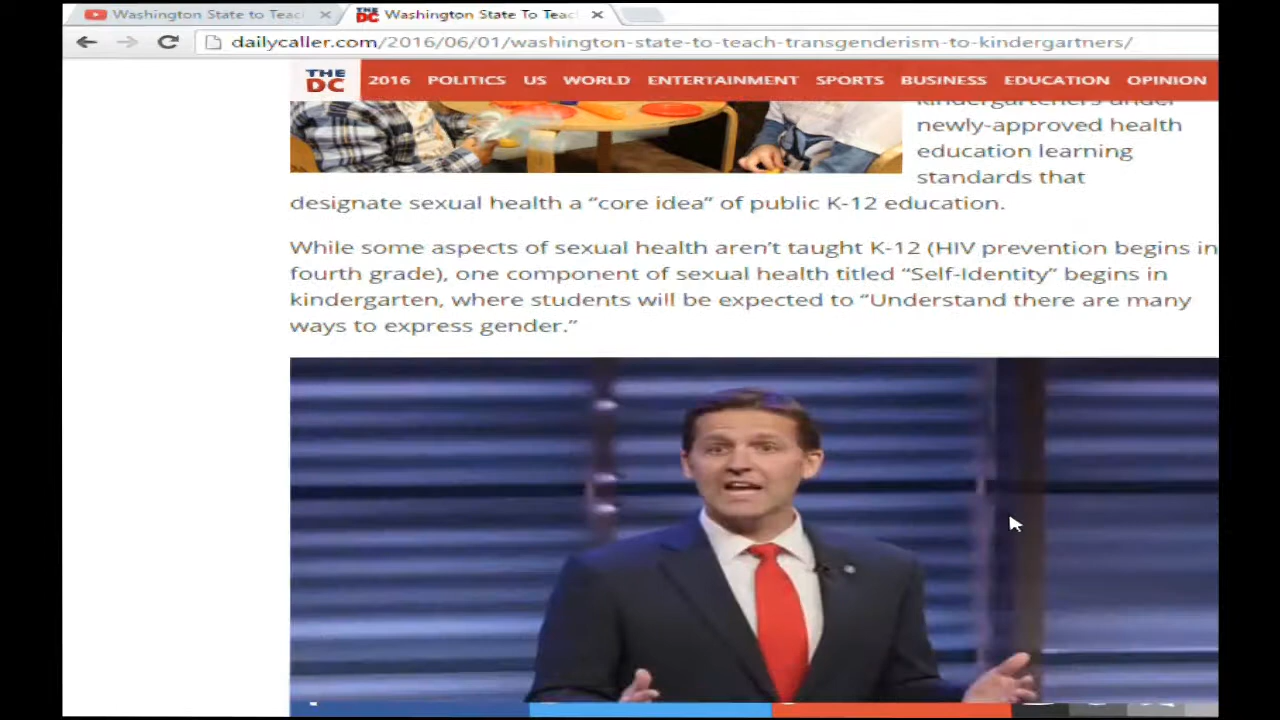 Washington State to Teac
Washington State To Teac
dailycaller.com/2016/06/01/washington-state-to-teach-transgenderism-to-kindergartners/
THE DC 2016 POLITICS US WORLD ENTERTAINMENT SPORTS BUSINESS EDUCATION OPINION
kindergarteners under
newly-approved health
education learning
standards that
designate sexual health a “core idea” of public K-12 education.
While some aspects of sexual health aren’t taught K-12 (HIV prevention begins in
fourth grade), one component of sexual health titled “Self-Identity” begins in
kindergarten, where students will be expected to “Understand there are many
ways to express gender.”